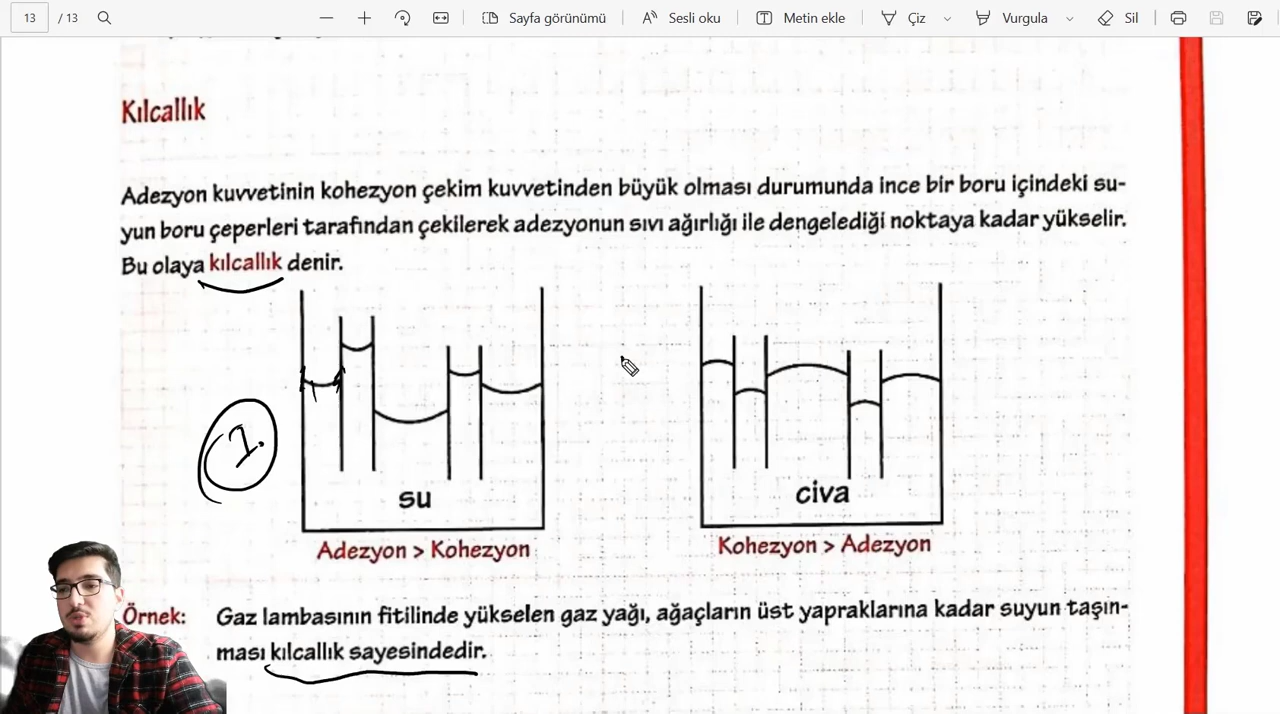 13 / 13 Sayfa görünümü Sesli oku Metin ekle Çiz Vurgula Sil
Kılcallık
Adezyon kuvvetinin kohezyon çekim kuvvetinden büyük olması durumunda ince bir boru içindeki su-
yun boru çeperleri tarafından çekilerek adezyonun sıvı ağırlığı ile dengelediği noktaya kadar yükselir.
Bu olaya kılcallık denir.
1.
su
civa
Adezyon > Kohezyon
Kohezyon > Adezyon
Örnek: Gaz lambasının fitilinde yükselen gaz yağı, ağaçların üst yapraklarına kadar suyun taşın-
ması kılcallık sayesindedir.